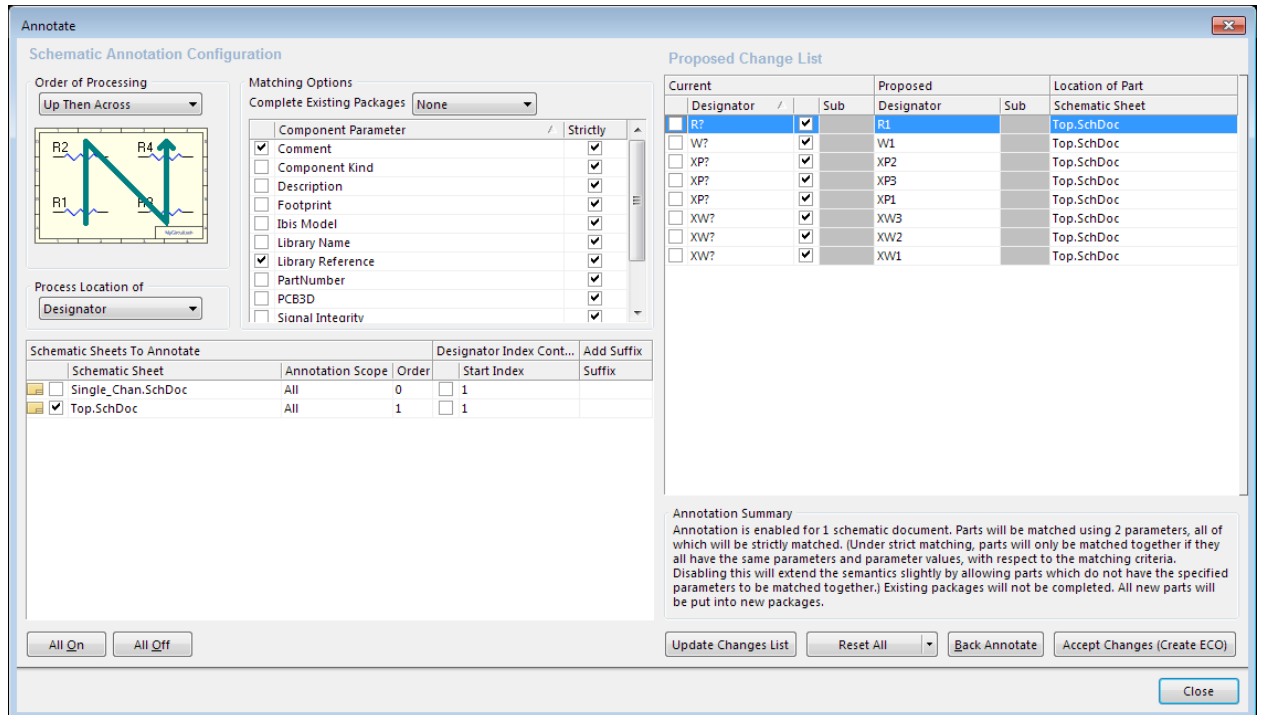 Annotate
Schematic Annotation Configuration
Order of Processing
Up Then Across
R2 R4
R1 R3
MyCircuit.sch
Process Location of
Designator
Matching Options
Complete Existing Packages None
Component Parameter Strictly
Comment
Component Kind
Description
Footprint
Ibis Model
Library Name
Library Reference
PartNumber
PCB3D
Signal Integrity
Schematic Sheets To Annotate Designator Index Cont... Add Suffix
Schematic Sheet Annotation Scope Order Start Index Suffix
Single_Chan.SchDoc All 0 1
Top.SchDoc All 1 1
All On All Off
Proposed Change List
Current Proposed Location of Part
Designator Sub Designator Sub Schematic Sheet
R? R1 Top.SchDoc
W? W1 Top.SchDoc
XP? XP2 Top.SchDoc
XP? XP3 Top.SchDoc
XP? XP1 Top.SchDoc
XW? XW3 Top.SchDoc
XW? XW2 Top.SchDoc
XW? XW1 Top.SchDoc
Annotation Summary
Annotation is enabled for 1 schematic document. Parts will be matched using 2 parameters, all of
which will be strictly matched. (Under strict matching, parts will only be matched together if they
all have the same parameters and parameter values, with respect to the matching criteria.
Disabling this will extend the semantics slightly by allowing parts which do not have the specified
parameters to be matched together.) Existing packages will not be completed. All new parts will
be put into new packages.
Update Changes List Reset All Back Annotate Accept Changes (Create ECO)
Close